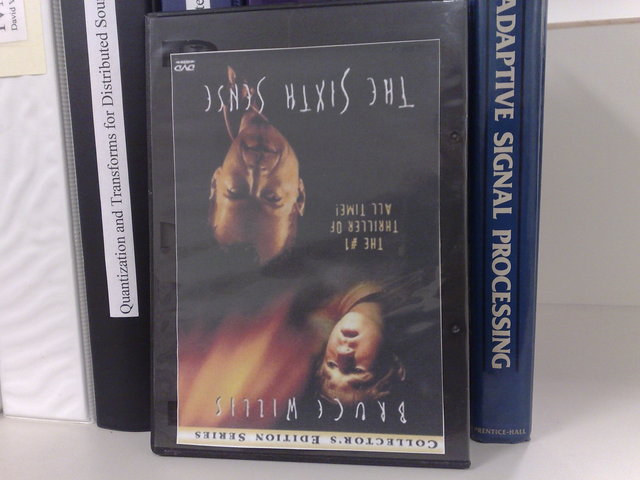 David
Quantization and Transforms for Distributed Sou
COLLECTOR'S EDITION SERIES
BRUCE WILLIS
THE #1
THRILLER OF
ALL TIME!
THE SIXTH SENSE
DVD
ADAPTIVE SIGNAL PROCESSING
PRENTICE-HALL